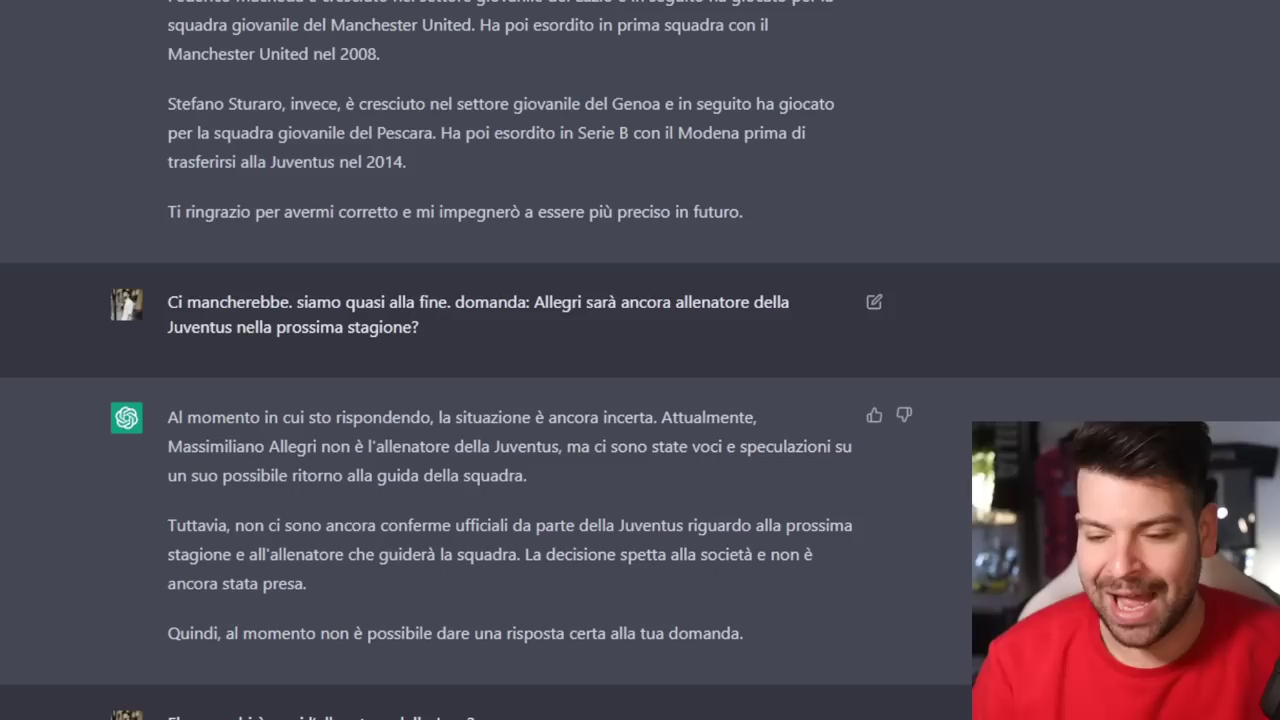 squadra giovanile del Manchester United. Ha poi esordito in prima squadra con il
Manchester United nel 2008.
Stefano Sturaro, invece, è cresciuto nel settore giovanile del Genoa e in seguito ha giocato
per la squadra giovanile del Pescara. Ha poi esordito in Serie B con il Modena prima di
trasferirsi alla Juventus nel 2014.
Ti ringrazio per avermi corretto e mi impegnerò a essere più preciso in futuro.
Ci mancherebbe. siamo quasi alla fine. domanda: Allegri sarà ancora allenatore della
Juventus nella prossima stagione?
Al momento in cui sto rispondendo, la situazione è ancora incerta. Attualmente,
Massimiliano Allegri non è l'allenatore della Juventus, ma ci sono state voci e speculazioni su
un suo possibile ritorno alla guida della squadra.
Tuttavia, non ci sono ancora conferme ufficiali da parte della Juventus riguardo alla prossima
stagione e all'allenatore che guiderà la squadra. La decisione spetta alla società e non è
ancora stata presa.
Quindi, al momento non è possibile dare una risposta certa alla tua domanda.